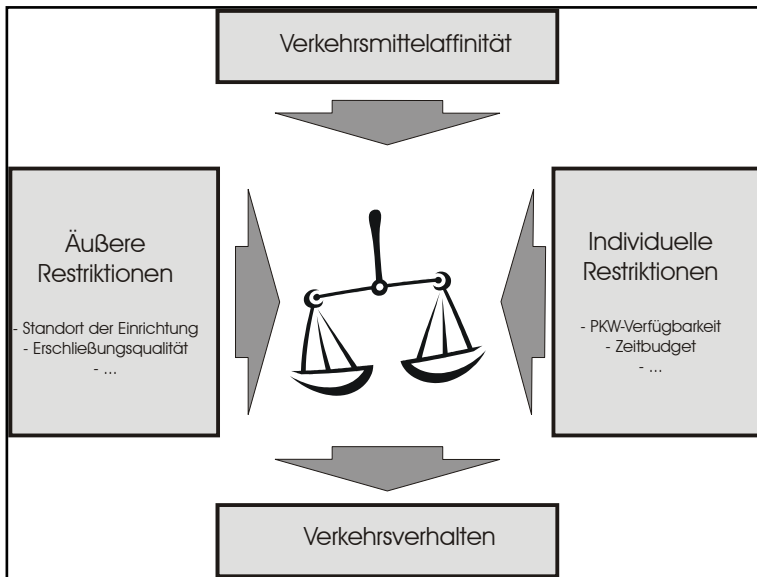 Verkehrsmittelaffinität
Äußere
Restriktionen
- Standort der Einrichtung
- Erschließungsqualität
- ...
Individuelle
Restriktionen
- PKW-Verfügbarkeit
- Zeitbudget
- ...
Verkehrsverhalten